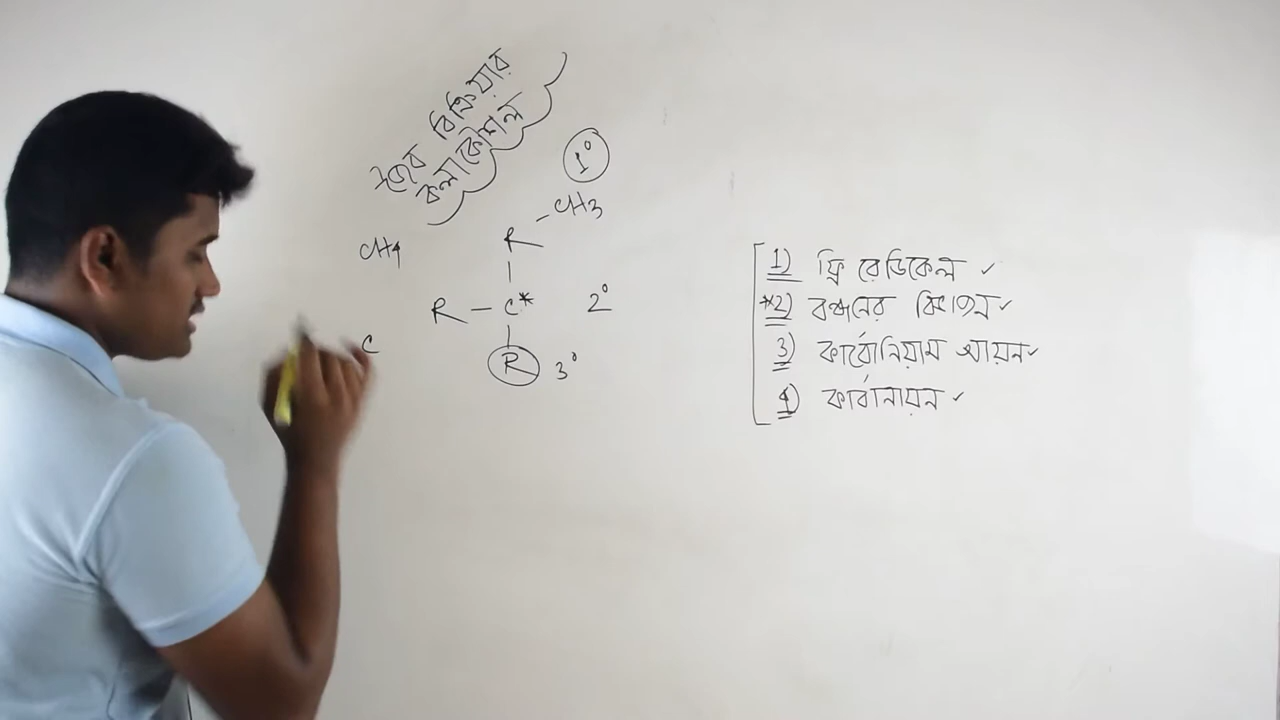 জৈব বিক্রিয়ার
কলাকৌশল
1°
R – CH3
CH4
R – C* 2°
R 3°
C
1) ফ্রি রেডিকেল ✓
*2) বন্ধনের বিভাজন ✓
3) কার্বোনিয়াম আয়ন ✓
4) কার্বানায়ন ✓